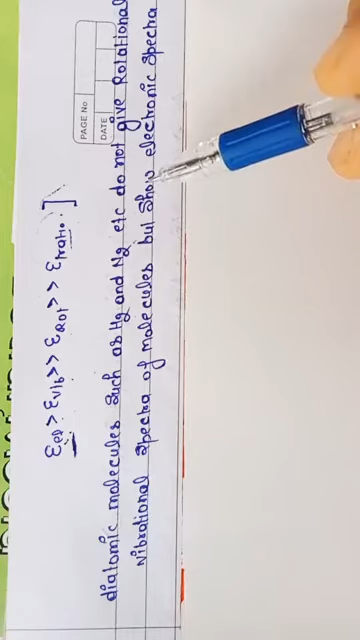 PAGE No
DATE
Eel > Evib >> ERot >> Etratio.]
diatomic molecules such as H2 and N2 etc do not give Rotational
vibrational spectra of molecules but show electronic spectra